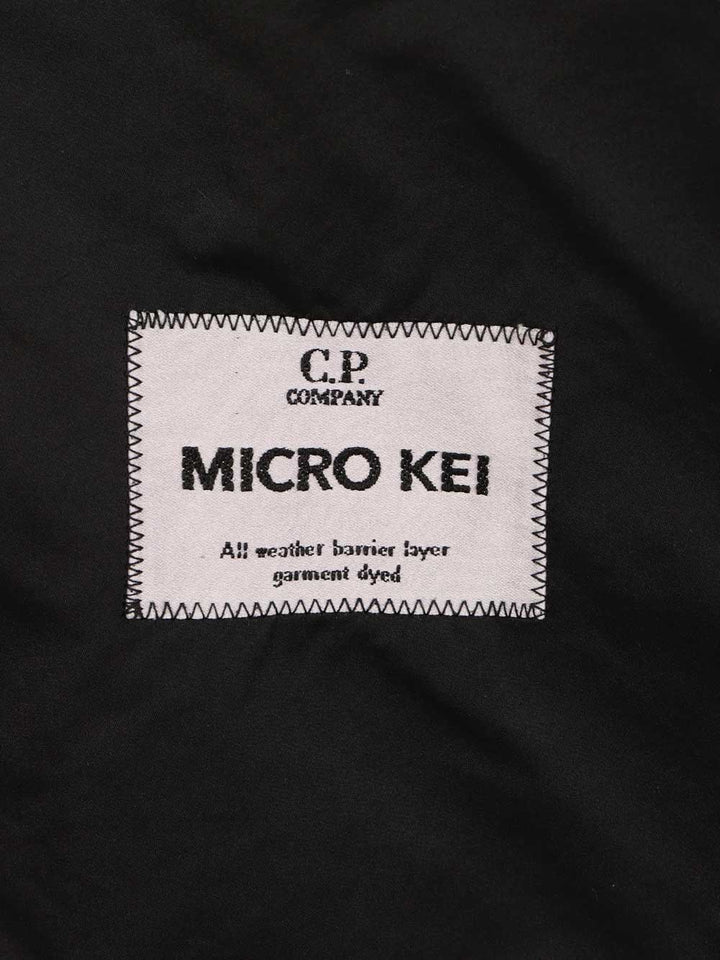 C.P.
COMPANY
MICRO KEI
All weather barrier layer
garment dyed